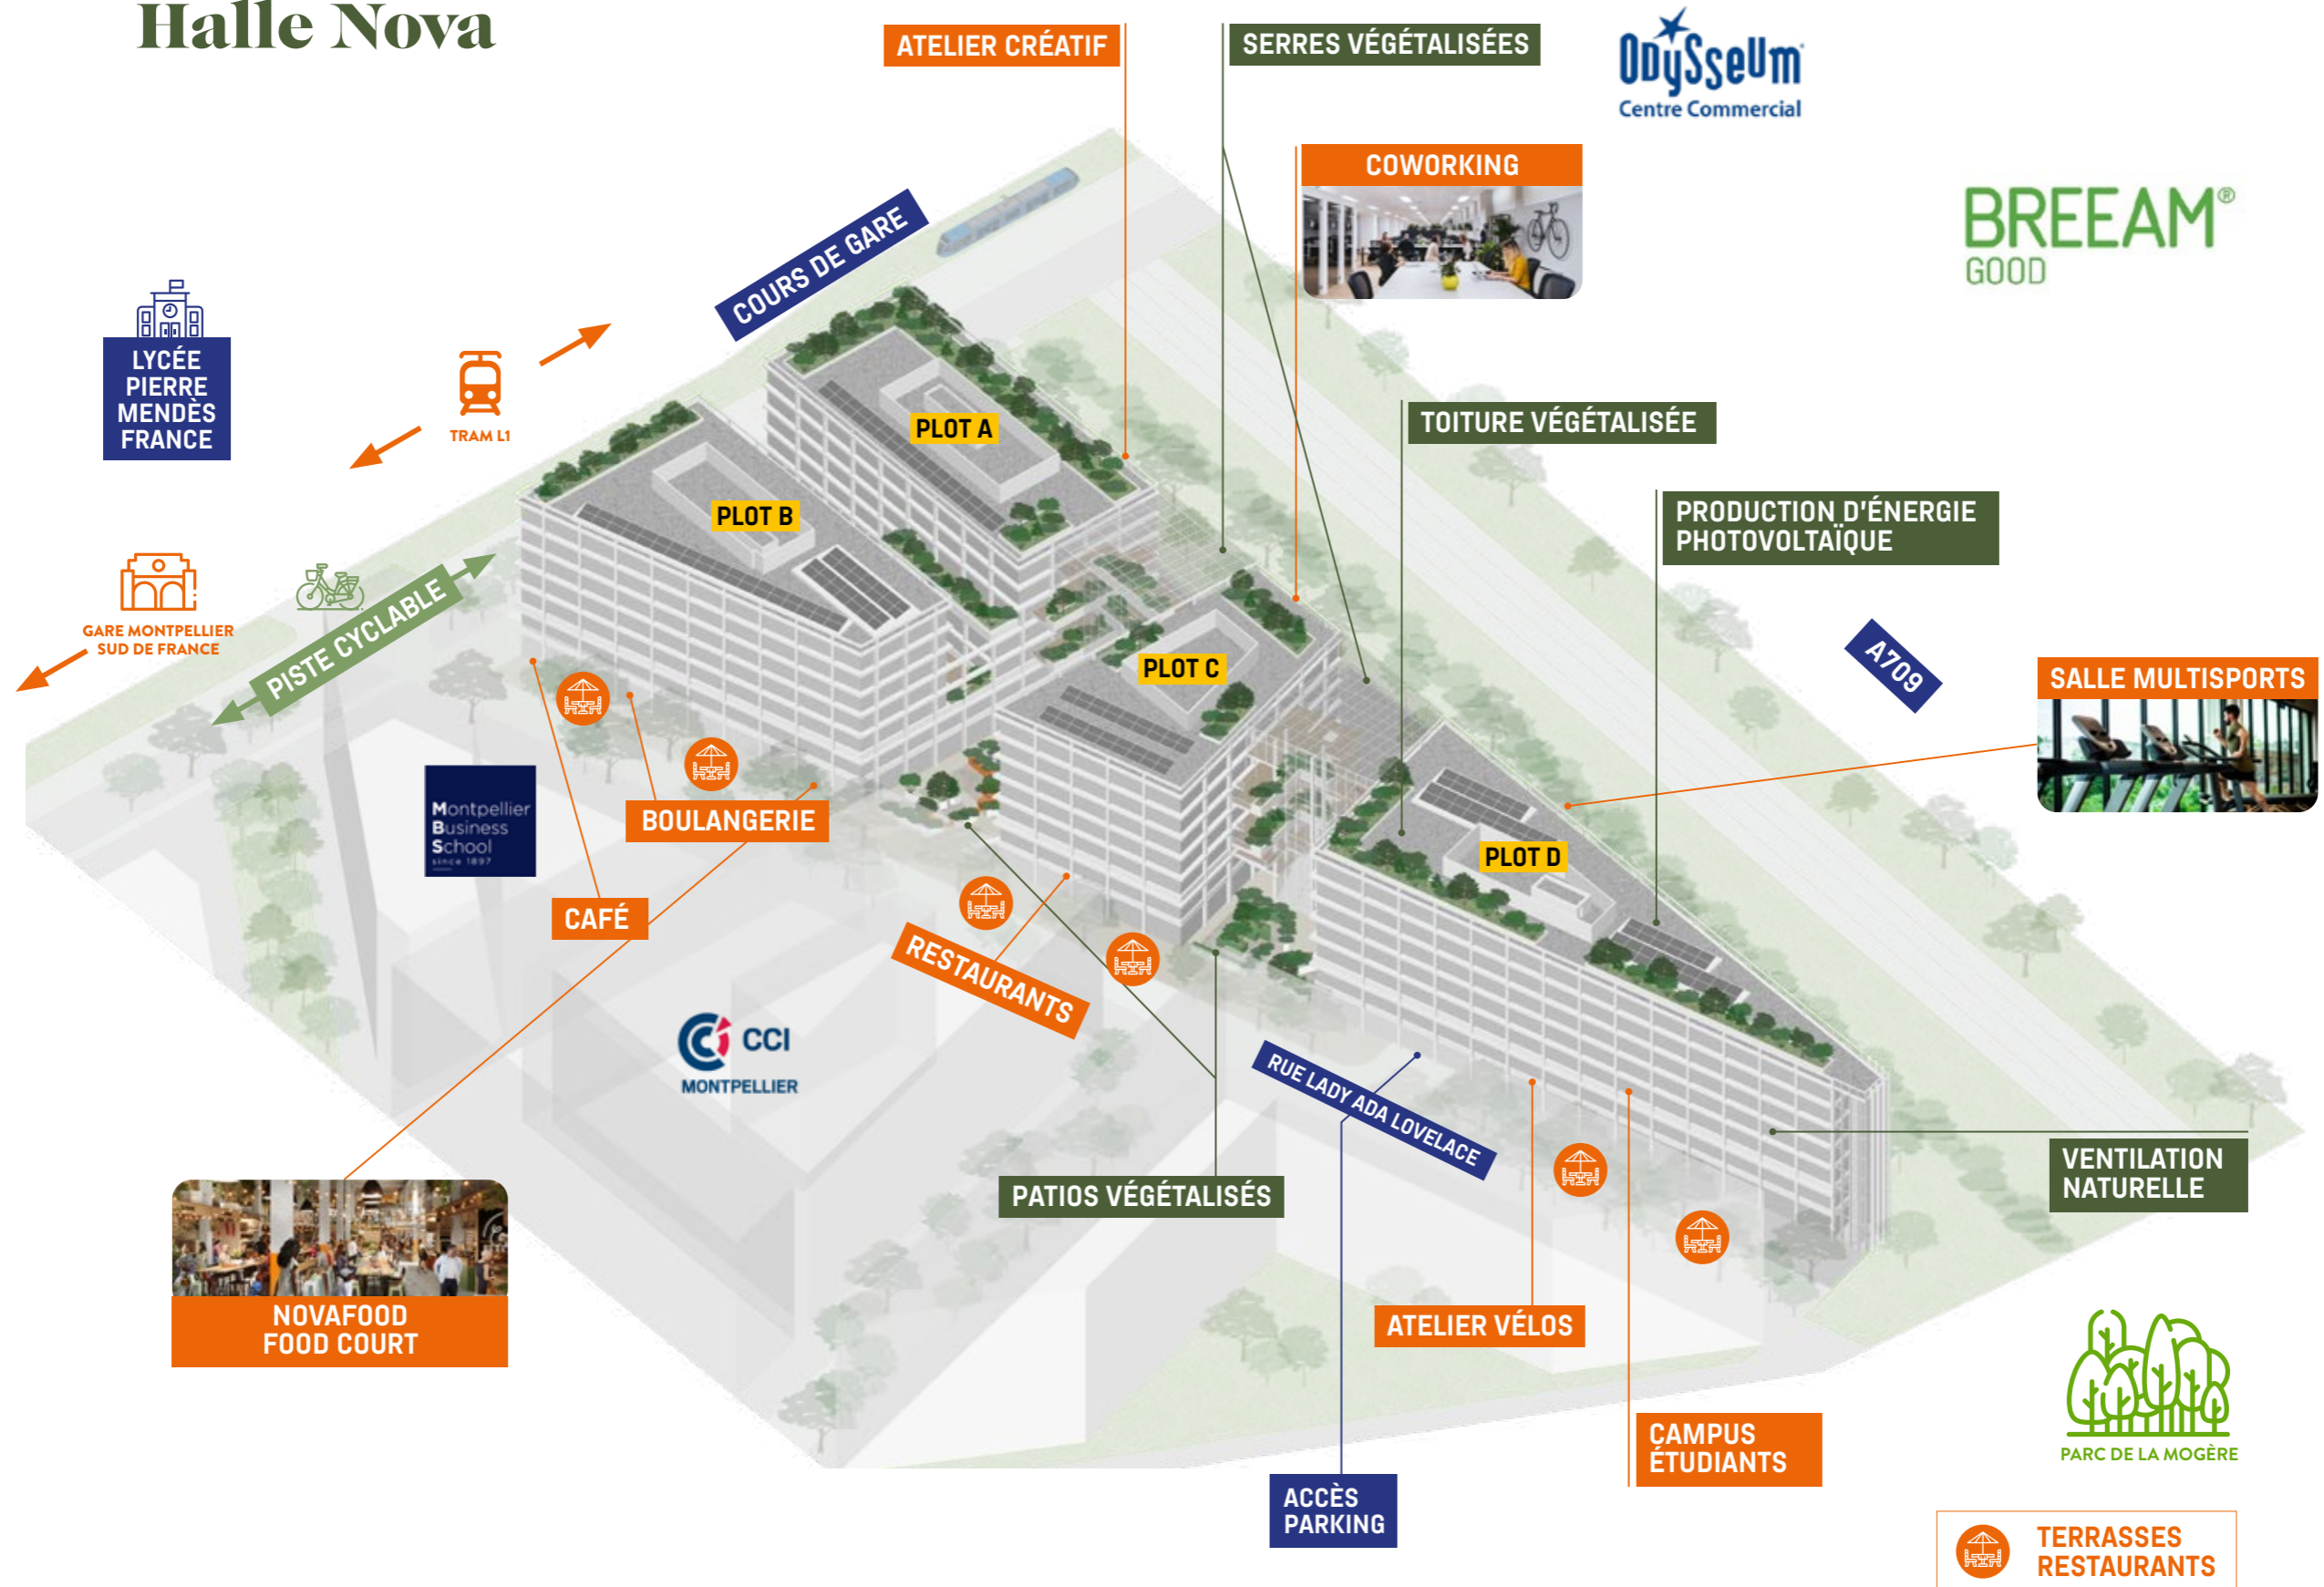 Halle Nova
ATELIER CRÉATIF
SERRES VÉGÉTALISÉES
ODySseUm
Centre Commercial
COWORKING
BREEAM®
GOOD
COURS DE GARE
LYCÉE
PIERRE
MENDÈS
FRANCE
TRAM L1
PLOT A
TOITURE VÉGÉTALISÉE
PLOT B
PRODUCTION D'ÉNERGIE
PHOTOVOLTAÏQUE
GARE MONTPELLIER
SUD DE FRANCE
PISTE CYCLABLE
PLOT C
A709
SALLE MULTISPORTS
Montpellier
Business
School
since 1897
BOULANGERIE
PLOT D
CAFÉ
RESTAURANTS
CCI
MONTPELLIER
RUE LADY ADA LOVELACE
PATIOS VÉGÉTALISÉS
VENTILATION
NATURELLE
NOVAFOOD
FOOD COURT
ATELIER VÉLOS
CAMPUS
ÉTUDIANTS
PARC DE LA MOGÈRE
ACCÈS
PARKING
TERRASSES
RESTAURANTS